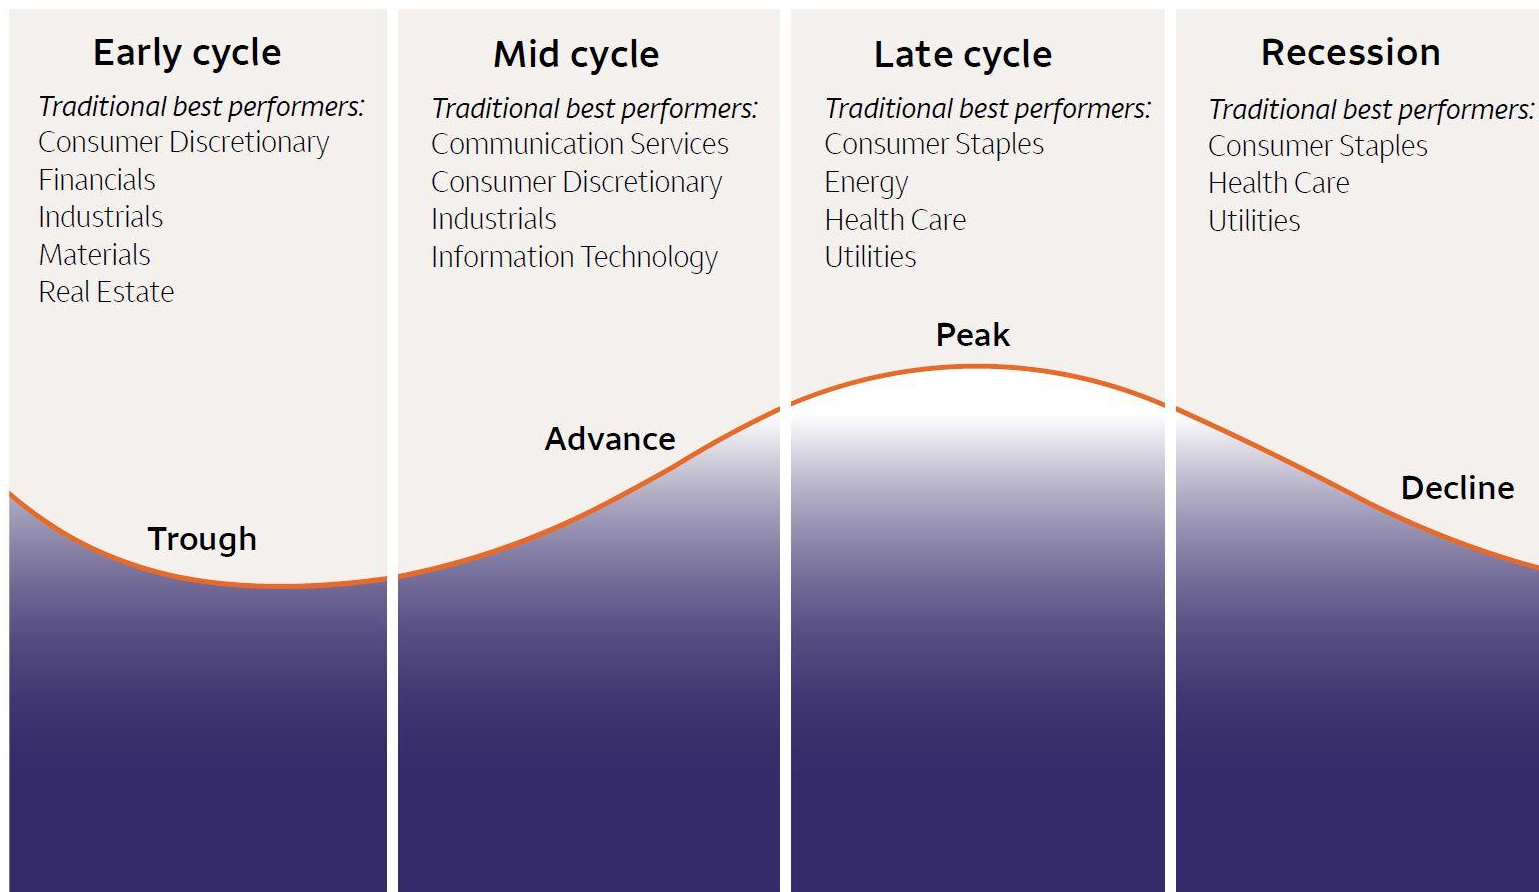 Early cycle
Traditional best performers:
Consumer Discretionary
Financials
Industrials
Materials
Real Estate
Trough
Mid cycle
Traditional best performers:
Communication Services
Consumer Discretionary
Industrials
Information Technology
Advance
Late cycle
Traditional best performers:
Consumer Staples
Energy
Health Care
Utilities
Peak
Recession
Traditional best performers:
Consumer Staples
Health Care
Utilities
Decline